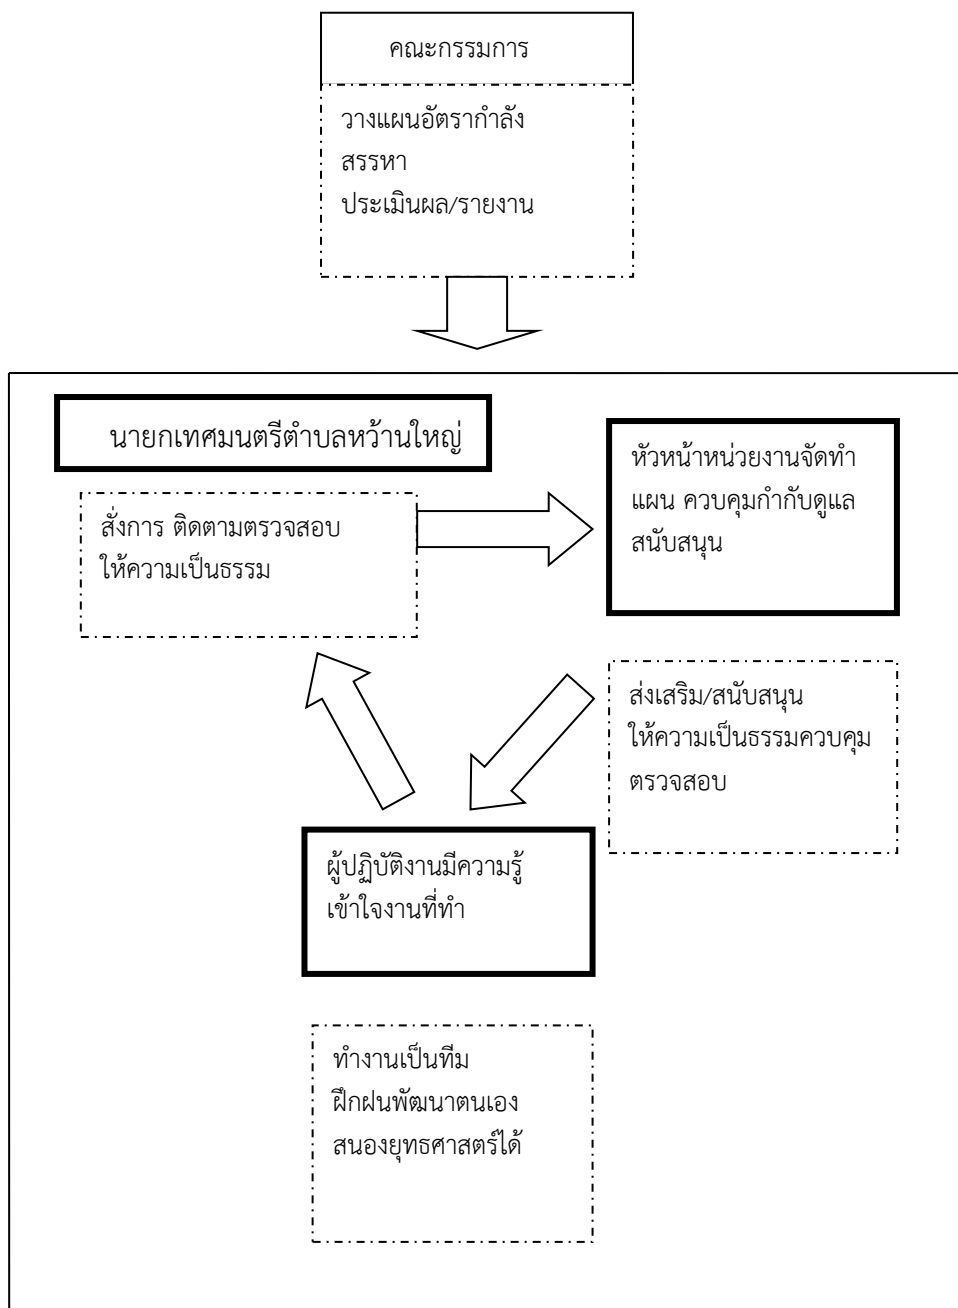 คณะกรรมการ
วางแผนอัตรากำลัง
สรรหา
ประเมินผล/รายงาน
นายกเทศมนตรีตำบลหว้านใหญ่
สั่งการ ติดตามตรวจสอบ
ให้ความเป็นธรรม
หัวหน้าหน่วยงานจัดทำ
แผน ควบคุมกำกับดูแล
สนับสนุน
ส่งเสริม/สนับสนุน
ให้ความเป็นธรรมควบคุม
ตรวจสอบ
ผู้ปฏิบัติงานมีความรู้
เข้าใจงานที่ทำ
ทำงานเป็นทีม
ฝึกฝนพัฒนาตนเอง
สนองยุทธศาสตร์ได้